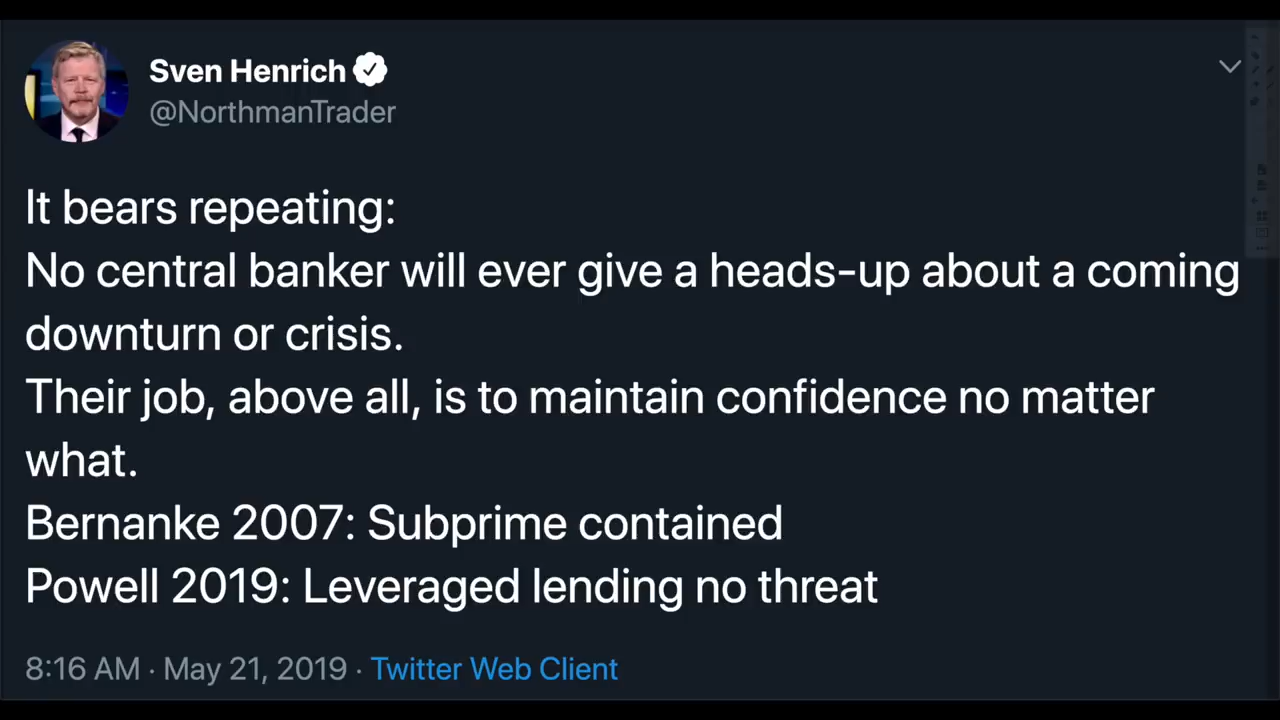 Sven Henrich
@NorthmanTrader
It bears repeating:
No central banker will ever give a heads-up about a coming
downturn or crisis.
Their job, above all, is to maintain confidence no matter
what.
Bernanke 2007: Subprime contained
Powell 2019: Leveraged lending no threat
8:16 AM · May 21, 2019 · Twitter Web Client